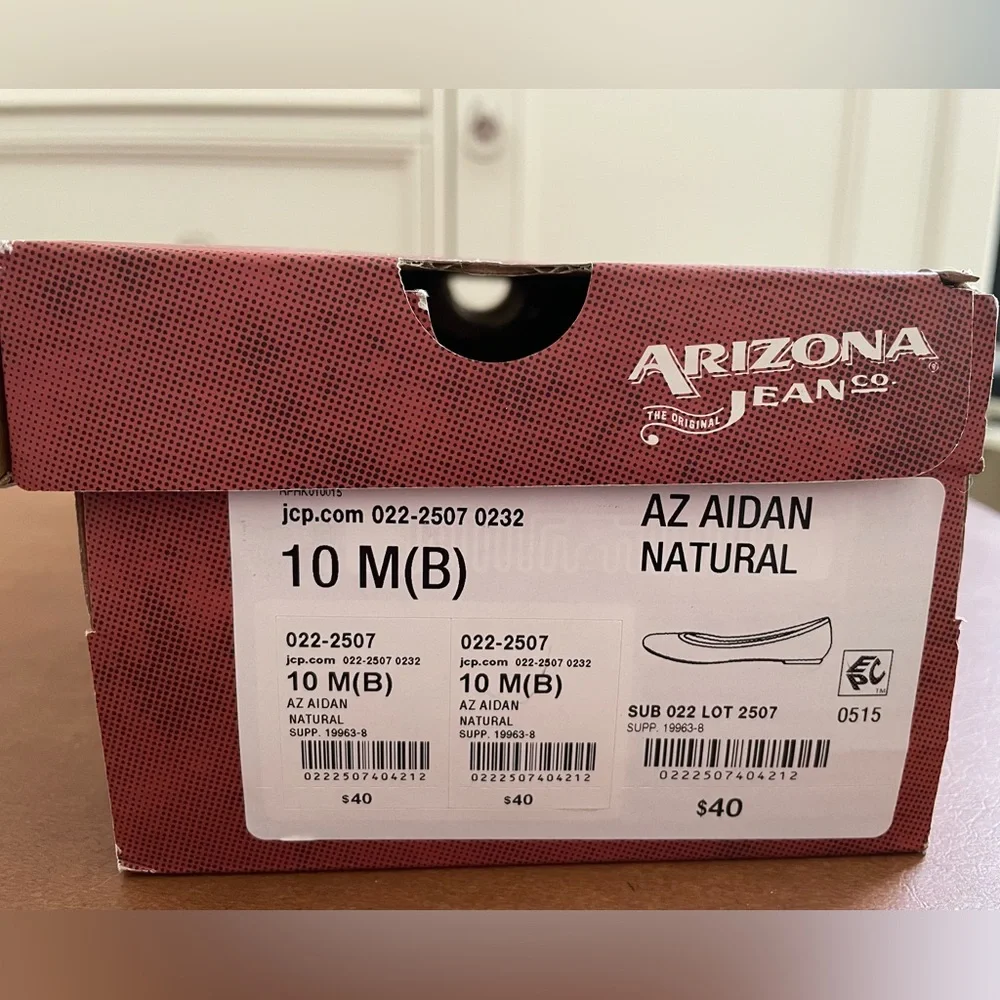 ARIZONA
JEAN CO.
THE ORIGINAL
jcp.com 022-2507 0232
10 M(B)
AZ AIDAN
NATURAL
022-2507
jcp.com 022-2507 0232
10 M(B)
AZ AIDAN
NATURAL
SUPP. 19963-8
0222507404212
$40
022-2507
jcp.com 022-2507 0232
10 M(B)
AZ AIDAN
NATURAL
SUPP. 19963-8
0222507404212
$40
EPC
TM
SUB 022 LOT 2507
0515
SUPP. 19963-8
0222507404212
$40